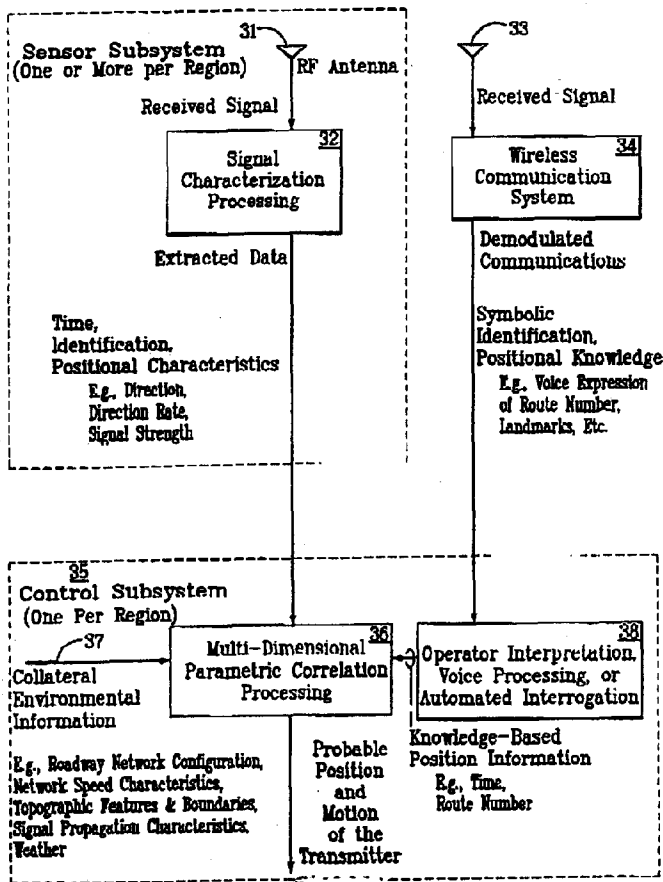 31
33
Sensor Subsystem
(One or More per Region)
RF Antenna
Received Signal
Received Signal
32
Signal
Characterization
Processing
34
Wireless
Communication
System
Extracted Data
Demodulated
Communications
Time,
Identification,
Positional Characteristics
E.g., Direction,
Direction Rate,
Signal Strength
Symbolic
Identification,
Positional Knowledge
E.g., Voice Expression
of Route Number,
Landmarks, Etc.
35
Control Subsystem
(One Per Region)
37
Collateral
Environmental
Information
36
Multi-Dimensional
Parametric Correlation
Processing
38
Operator Interpretation,
Voice Processing, or
Automated Interrogation
E.g., Roadway Network Configuration,
Network Speed Characteristics,
Topographic Features & Boundaries,
Signal Propagation Characteristics,
Weather
Probable
Position
and
Motion
of the
Transmitter
Knowledge-Based
Position Information
E.g., Time,
Route Number